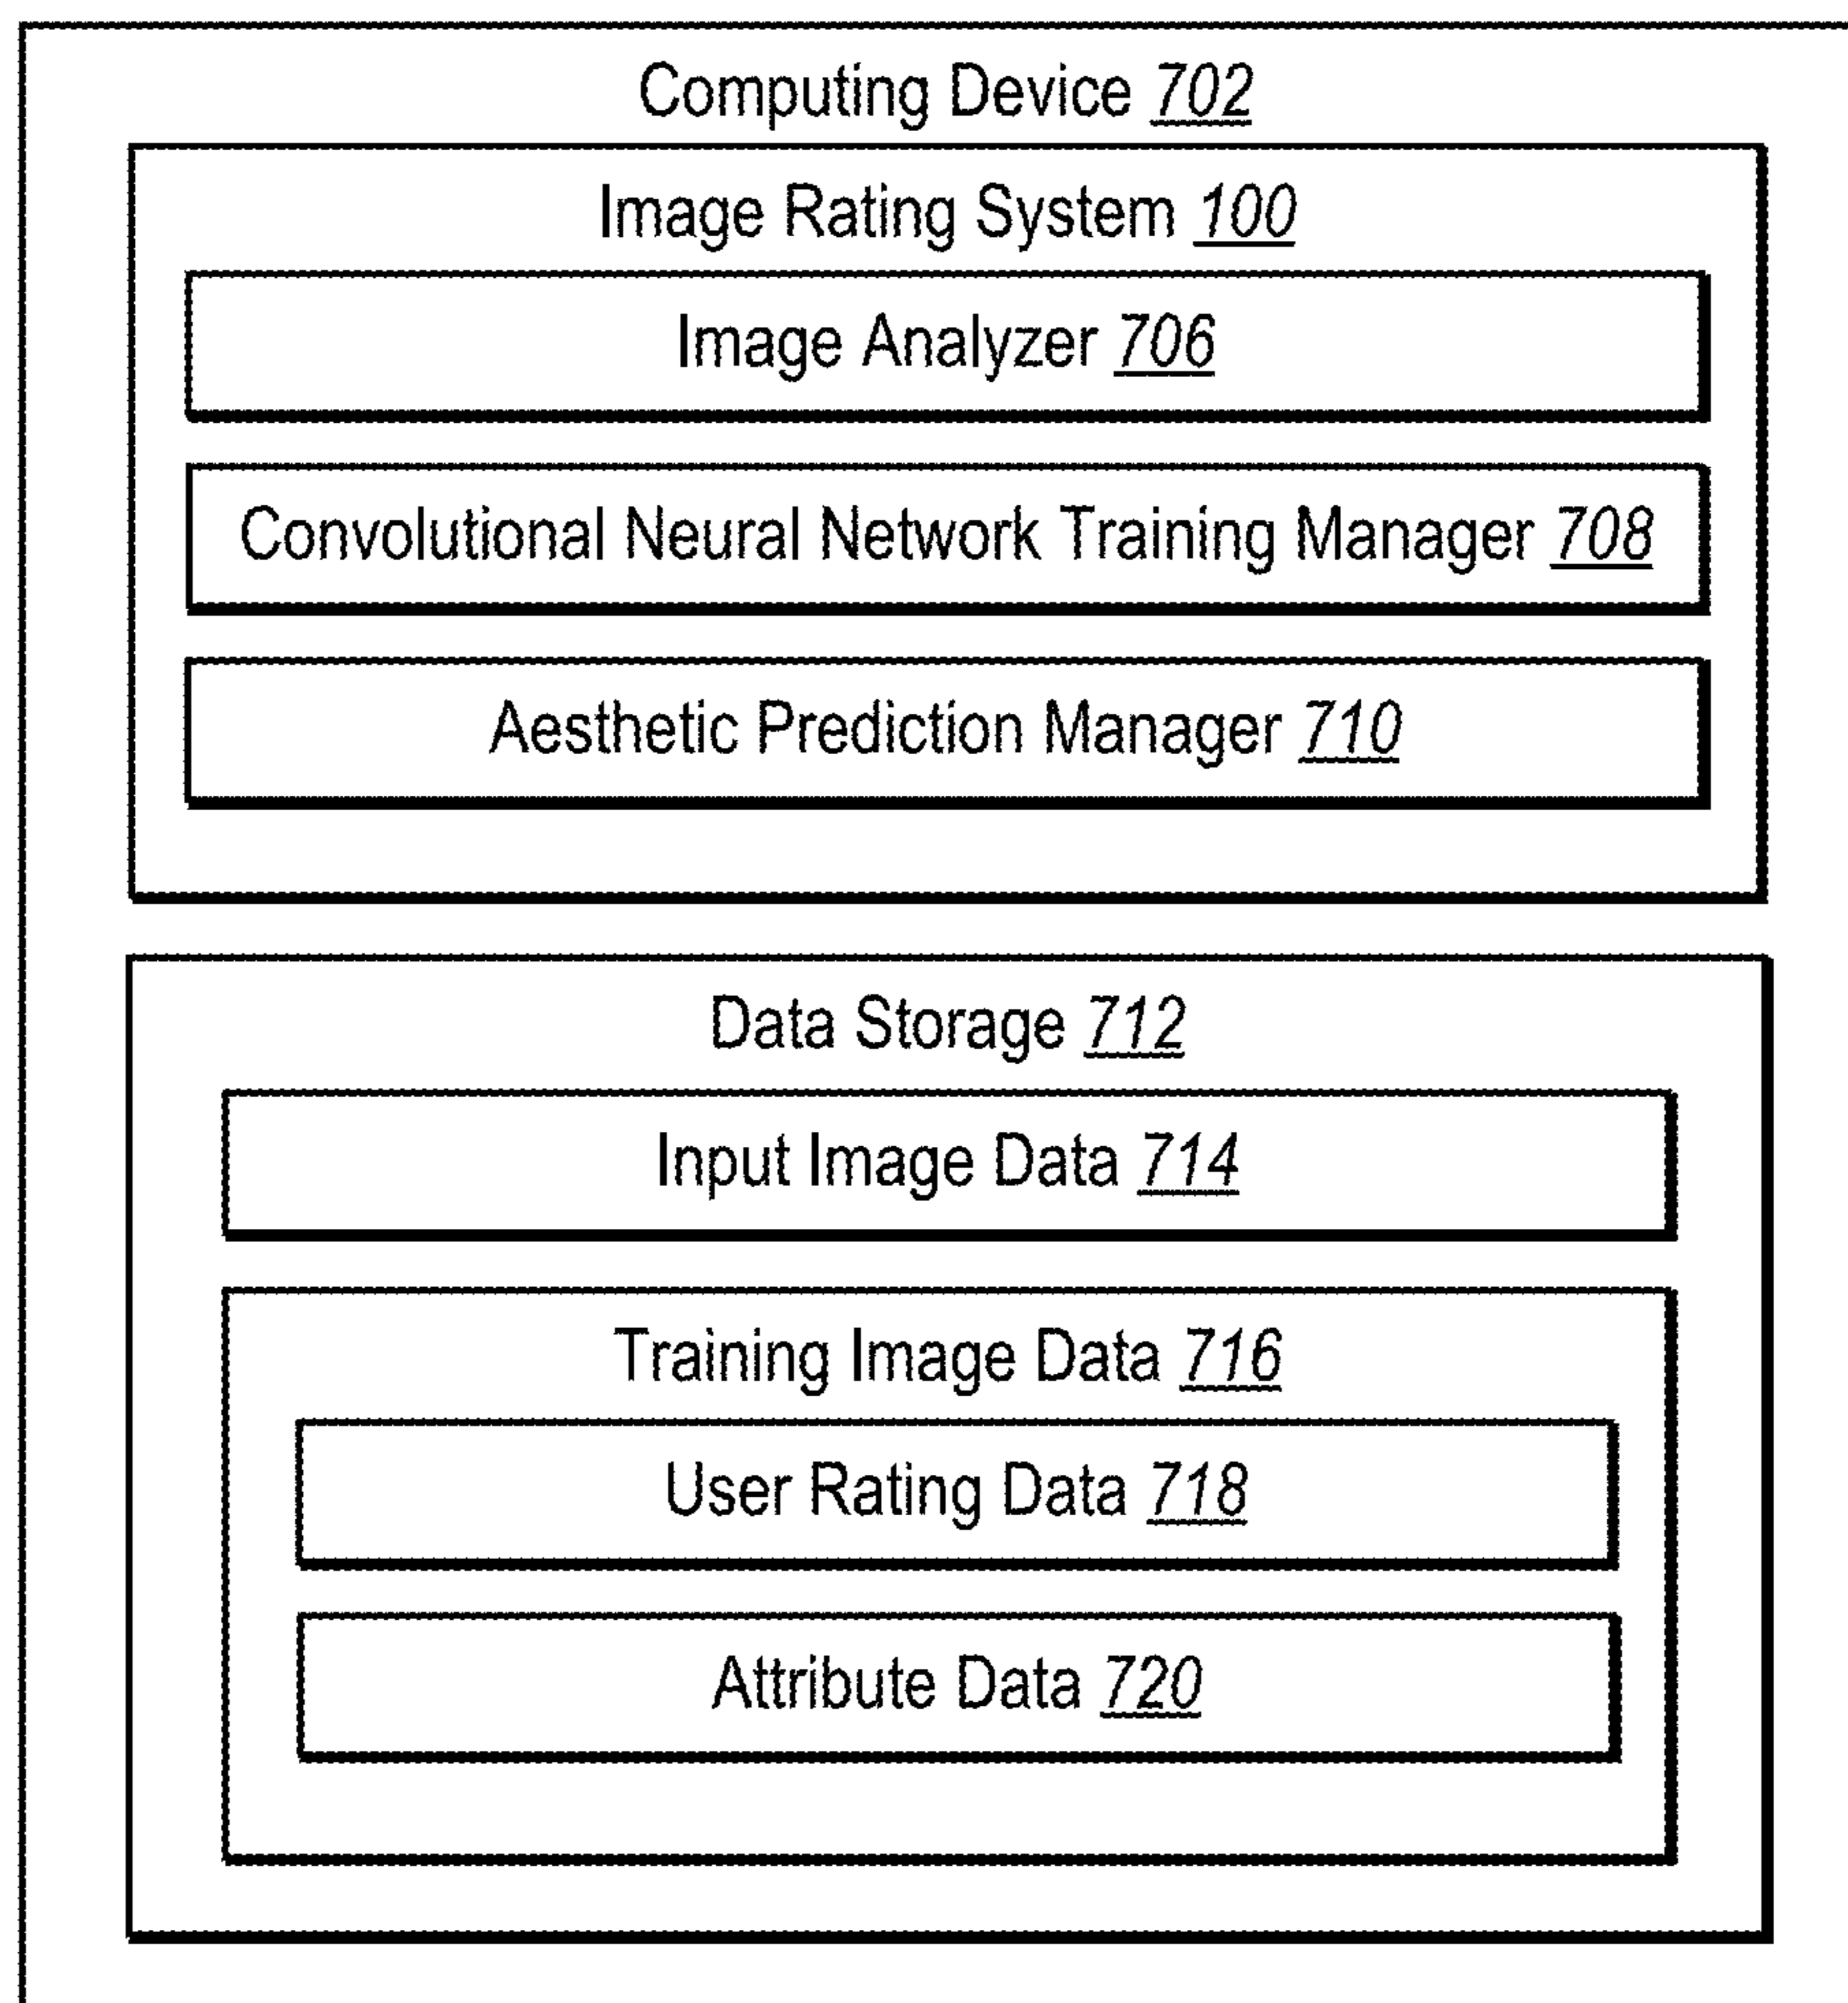 Computing Device 702
Image Rating System 100
Image Analyzer 706
Convolutional Neural Network Training Manager 708
Aesthetic Prediction Manager 710
Data Storage 712
Input Image Data 714
Training Image Data 716
User Rating Data 718
Attribute Data 720